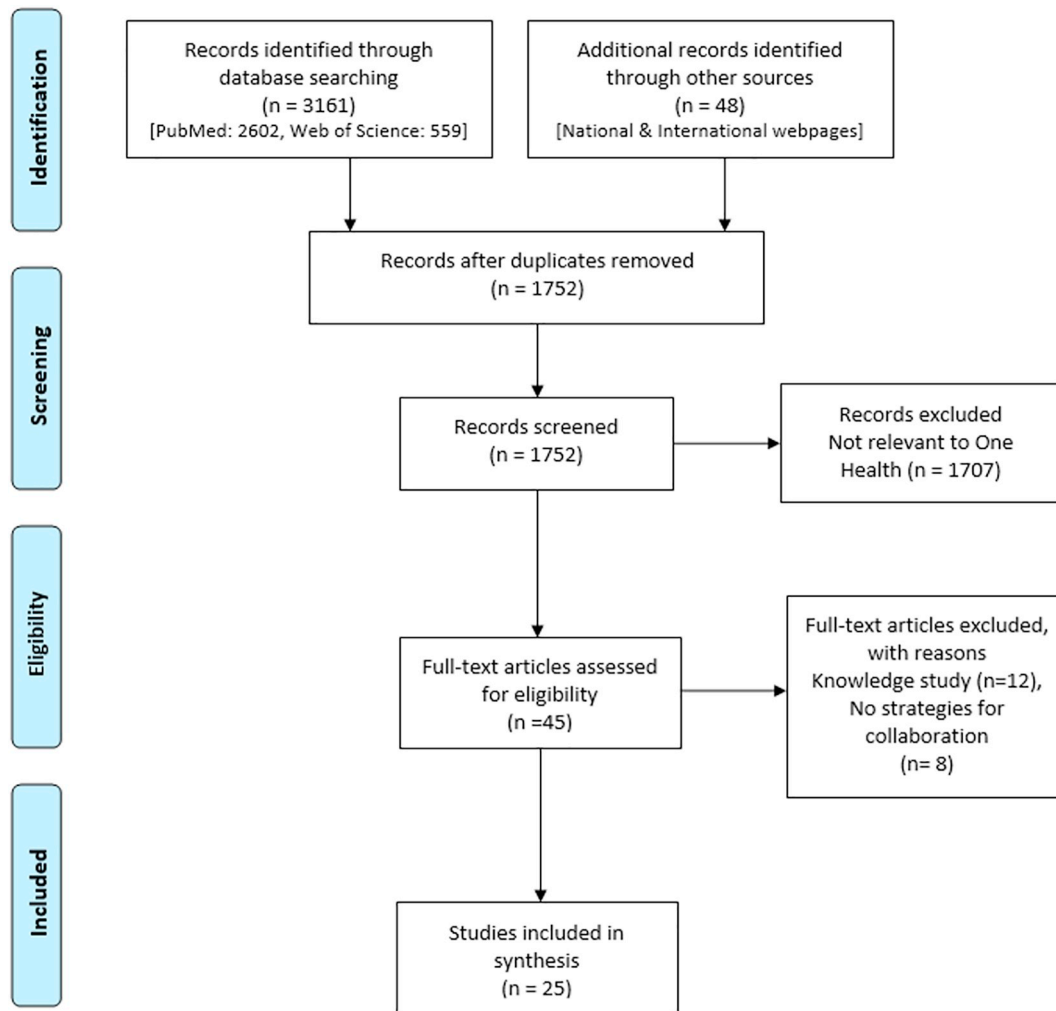 Identification
Records identified through
database searching
(n = 3161)
[PubMed: 2602, Web of Science: 559]
Additional records identified
through other sources
(n = 48)
[National & International webpages]
Records after duplicates removed
(n = 1752)
Screening
Records screened
(n = 1752)
Records excluded
Not relevant to One
Health (n = 1707)
Eligibility
Full-text articles assessed
for eligibility
(n =45)
Full-text articles excluded,
with reasons
Knowledge study (n=12),
No strategies for
collaboration
(n= 8)
Included
Studies included in
synthesis
(n = 25)